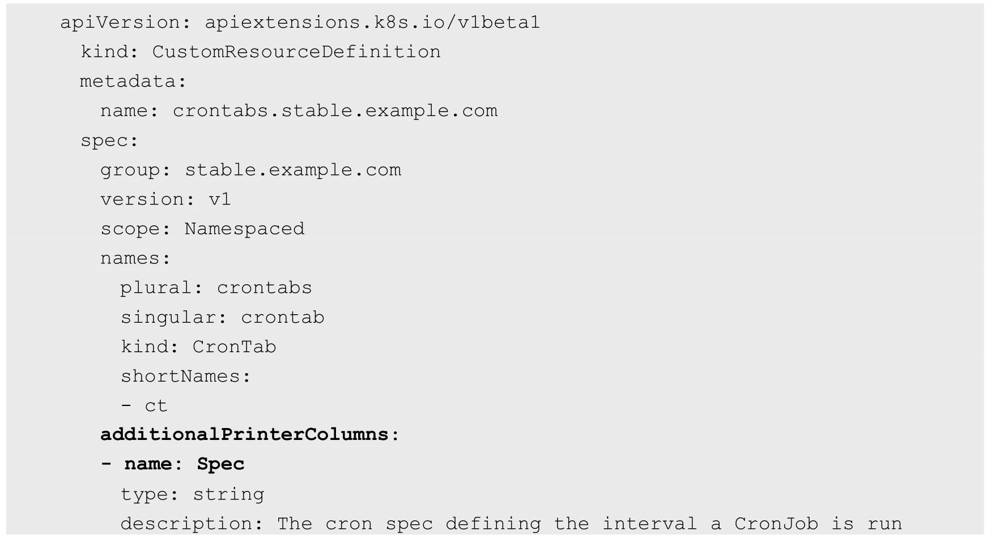 apiVersion: apiextensions.k8s.io/v1beta1
kind: CustomResourceDefinition
metadata:
name: crontabs.stable.example.com
spec:
group: stable.example.com
version: v1
scope: Namespaced
names:
plural: crontabs
singular: crontab
kind: CronTab
shortNames:
- ct
additionalPrinterColumns:
- name: Spec
type: string
description: The cron spec defining the interval a CronJob is run